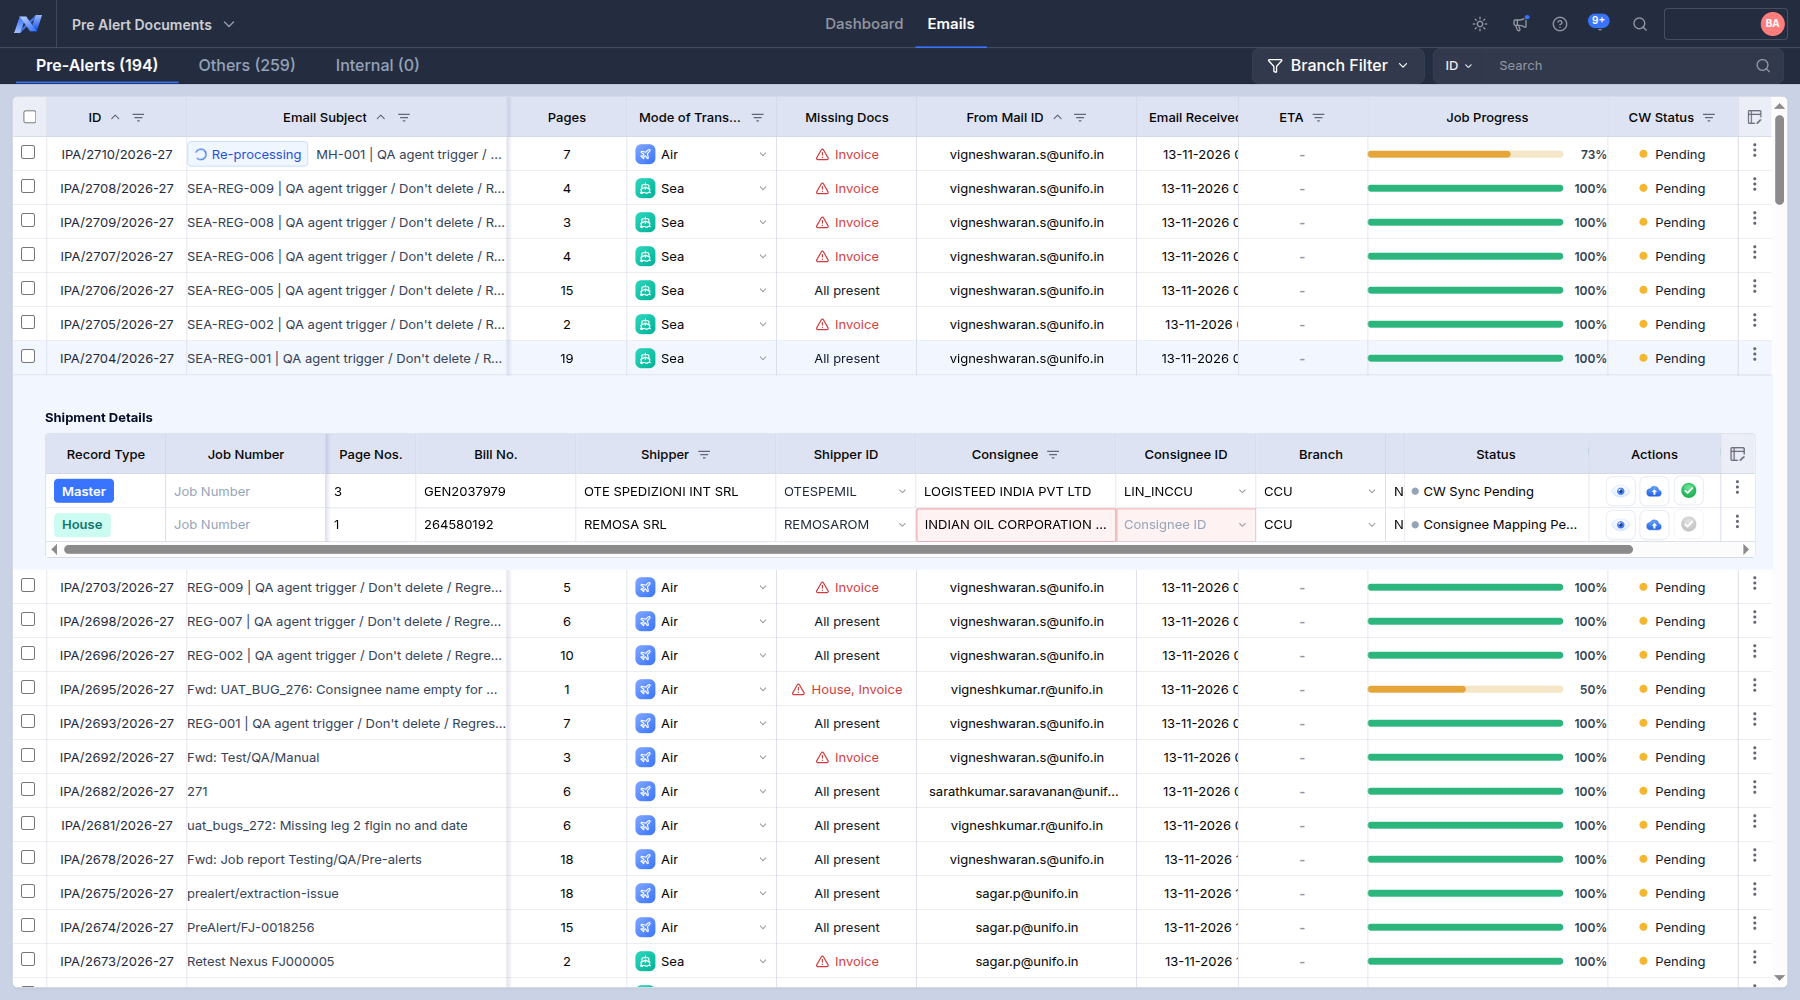 Pre Alert Documents
Dashboard
Emails
9+
BA
Pre-Alerts (194)
Others (259)
Internal (0)
Branch Filter
ID
Search
ID Email Subject Pages Mode of Trans... Missing Docs From Mail ID Email Received ETA Job Progress CW Status
IPA/2710/2026-27 Re-processing MH-001 | QA agent trigger / ... 7 Air Invoice vigneshwaran.s@unifo.in 13-11-2026 - 73% Pending
IPA/2708/2026-27 SEA-REG-009 | QA agent trigger / Don't delete / R... 4 Sea Invoice vigneshwaran.s@unifo.in 13-11-2026 - 100% Pending
IPA/2709/2026-27 SEA-REG-008 | QA agent trigger / Don't delete / R... 3 Sea Invoice vigneshwaran.s@unifo.in 13-11-2026 - 100% Pending
IPA/2707/2026-27 SEA-REG-006 | QA agent trigger / Don't delete / R... 4 Sea Invoice vigneshwaran.s@unifo.in 13-11-2026 - 100% Pending
IPA/2706/2026-27 SEA-REG-005 | QA agent trigger / Don't delete / R... 15 Sea All present vigneshwaran.s@unifo.in 13-11-2026 - 100% Pending
IPA/2705/2026-27 SEA-REG-002 | QA agent trigger / Don't delete / R... 2 Sea Invoice vigneshwaran.s@unifo.in 13-11-2026 - 100% Pending
IPA/2704/2026-27 SEA-REG-001 | QA agent trigger / Don't delete / R... 19 Sea All present vigneshwaran.s@unifo.in 13-11-2026 - 100% Pending
Shipment Details
Record Type Job Number Page Nos. Bill No. Shipper Shipper ID Consignee Consignee ID Branch Status Actions
Master Job Number 3 GEN2037979 OTE SPEDIZIONI INT SRL OTESPEMIL LOGISTEED INDIA PVT LTD LIN_INCCU CCU N CW Sync Pending
House Job Number 1 264580192 REMOSA SRL REMOSAROM INDIAN OIL CORPORATION ... Consignee ID CCU N Consignee Mapping Pe...
IPA/2703/2026-27 REG-009 | QA agent trigger / Don't delete / Regre... 5 Air Invoice vigneshwaran.s@unifo.in 13-11-2026 - 100% Pending
IPA/2698/2026-27 REG-007 | QA agent trigger / Don't delete / Regre... 6 Air All present vigneshwaran.s@unifo.in 13-11-2026 - 100% Pending
IPA/2696/2026-27 REG-002 | QA agent trigger / Don't delete / Regre... 10 Air All present vigneshwaran.s@unifo.in 13-11-2026 - 100% Pending
IPA/2695/2026-27 Fwd: UAT_BUG_276: Consignee name empty for ... 1 Air House, Invoice vigneshkumar.r@unifo.in 13-11-2026 - 50% Pending
IPA/2693/2026-27 REG-001 | QA agent trigger / Don't delete / Regres... 7 Air All present vigneshwaran.s@unifo.in 13-11-2026 - 100% Pending
IPA/2692/2026-27 Fwd: Test/QA/Manual 3 Air Invoice vigneshwaran.s@unifo.in 13-11-2026 - 100% Pending
IPA/2682/2026-27 271 6 Air All present sarathkumar.saravanan@unif... 13-11-2026 - 100% Pending
IPA/2681/2026-27 uat_bugs_272: Missing leg 2 flgin no and date 6 Air All present vigneshkumar.r@unifo.in 13-11-2026 - 100% Pending
IPA/2678/2026-27 Fwd: Job report Testing/QA/Pre-alerts 18 Air All present vigneshwaran.s@unifo.in 13-11-2026 - 100% Pending
IPA/2675/2026-27 prealert/extraction-issue 18 Air All present sagar.p@unifo.in 13-11-2026 - 100% Pending
IPA/2674/2026-27 PreAlert/FJ-0018256 15 Air All present sagar.p@unifo.in 13-11-2026 - 100% Pending
IPA/2673/2026-27 Retest Nexus FJ000005 2 Sea Invoice sagar.p@unifo.in 13-11-2026 - 100% Pending